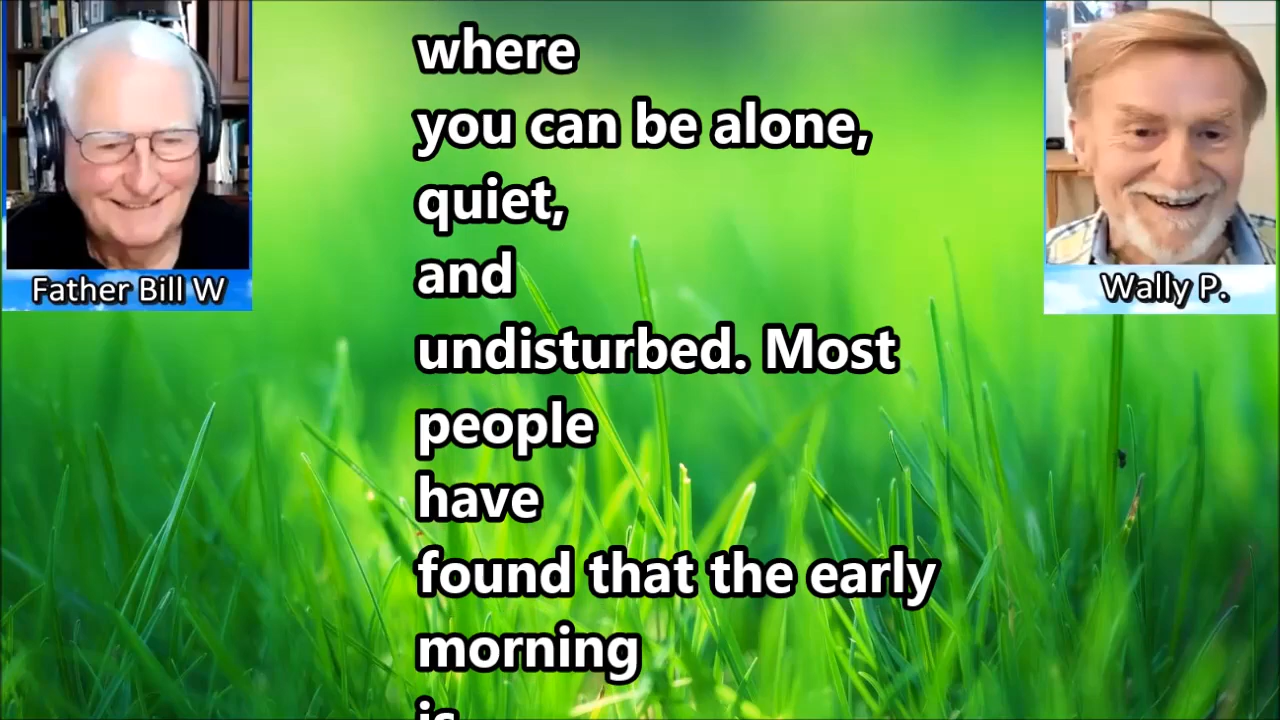 where
you can be alone,
quiet,
and
undisturbed. Most
people
have
found that the early
morning
is
Father Bill W
Wally P.